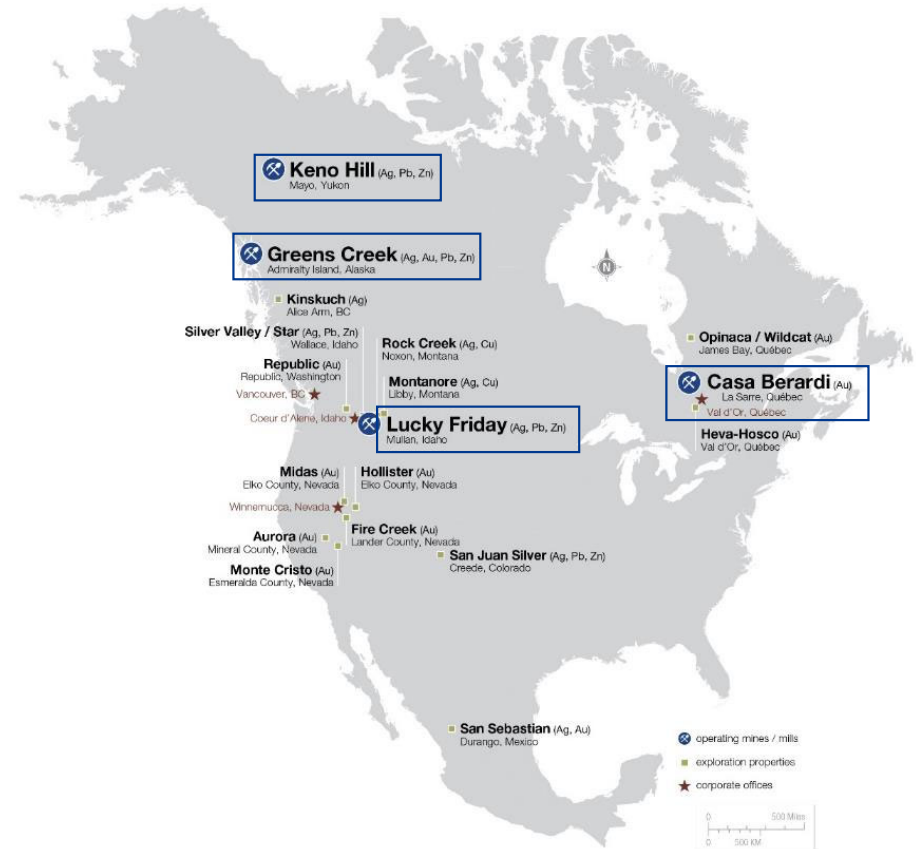 Keno Hill (Ag, Pb, Zn)
Mayo, Yukon
Greens Creek (Ag, Au, Pb, Zn)
Admiralty Island, Alaska
Kinskuch (Ag)
Alice Arm, BC
Silver Valley / Star (Ag, Pb, Zn)
Wallace, Idaho
Rock Creek (Ag, Cu)
Noxon, Montana
Republic (Au)
Republic, Washington
Montanore (Ag, Cu)
Libby, Montana
Vancouver, BC
Coeur d'Alene, Idaho
Lucky Friday (Ag, Pb, Zn)
Mullan, Idaho
N
Opinaca / Wildcat (Au)
James Bay, Québec
Casa Berardi (Au)
La Sarre, Québec
Val d'Or, Québec
Heva-Hosco (Au)
Val d'Or, Québec
Midas (Au)
Elko County, Nevada
Hollister (Au)
Elko County, Nevada
Winnemucca, Nevada
Fire Creek (Au)
Lander County, Nevada
Aurora (Au)
Mineral County, Nevada
Monte Cristo (Au)
Esmeralda County, Nevada
San Juan Silver (Ag, Pb, Zn)
Creede, Colorado
San Sebastian (Ag, Au)
Durango, Mexico
operating mines / mills
exploration properties
corporate offices
0 500 Miles
0 500 KM